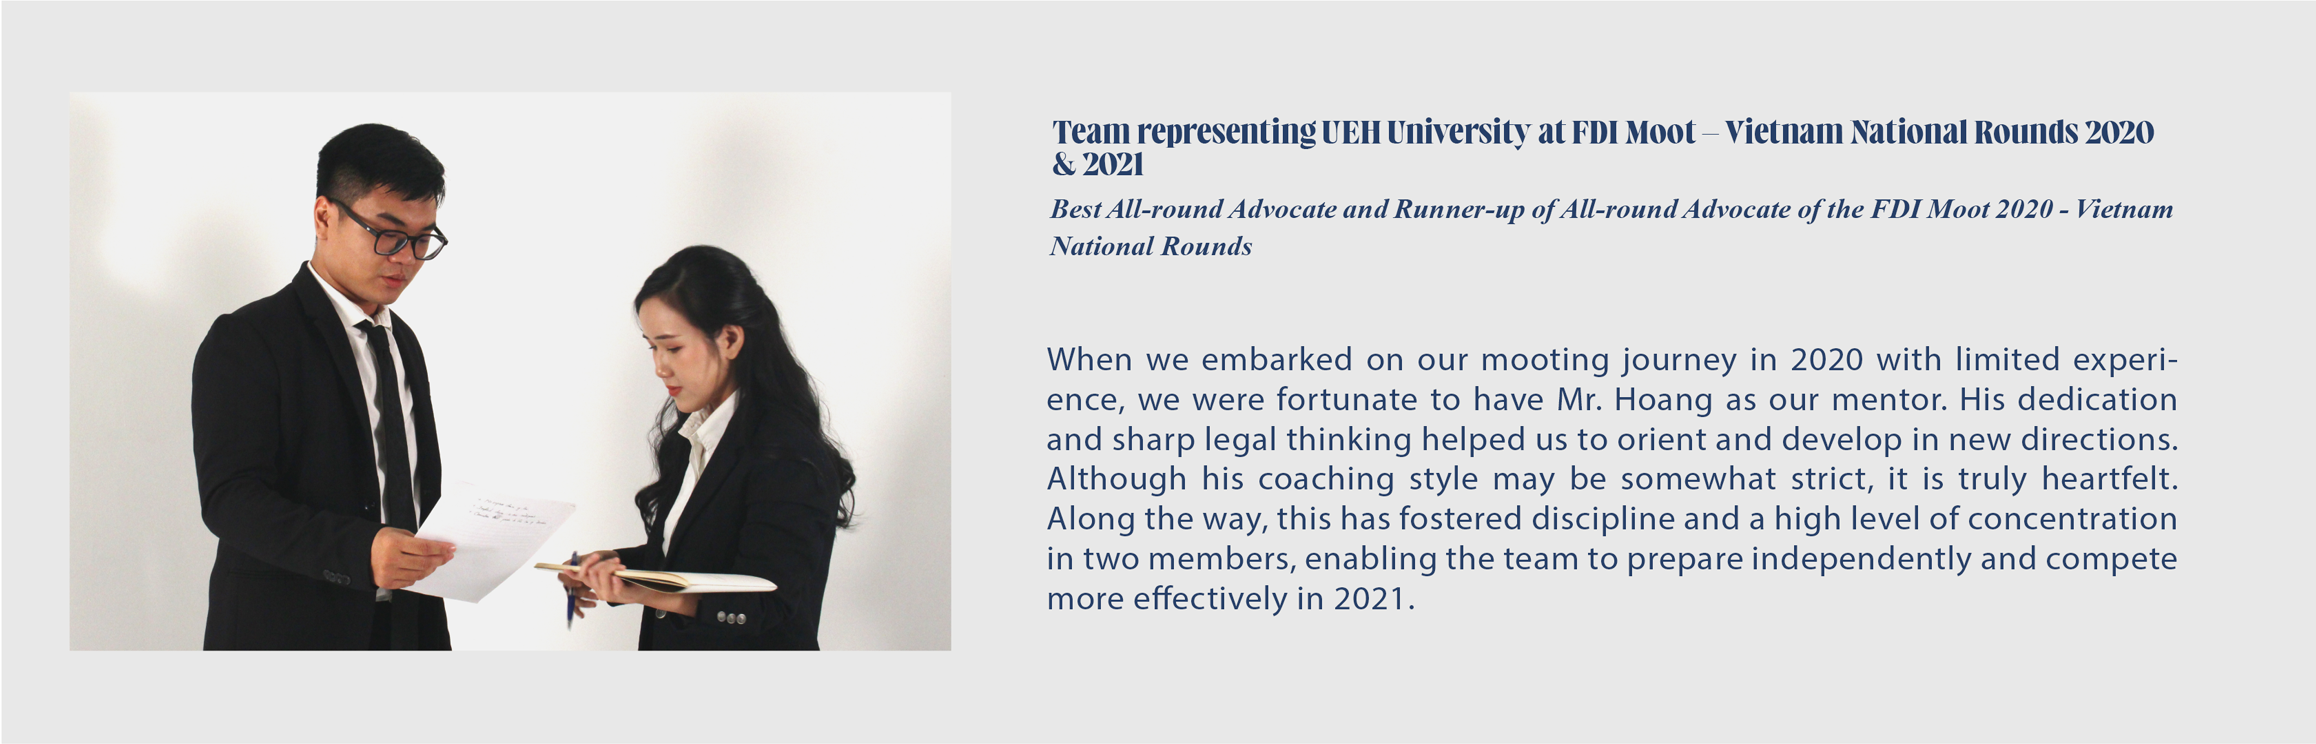 Team representing UEH University at FDI Moot – Vietnam National Rounds 2020
& 2021
Best All-round Advocate and Runner-up of All-round Advocate of the FDI Moot 2020 - Vietnam
National Rounds
When we embarked on our mooting journey in 2020 with limited experi-
ence, we were fortunate to have Mr. Hoang as our mentor. His dedication
and sharp legal thinking helped us to orient and develop in new directions.
Although his coaching style may be somewhat strict, it is truly heartfelt.
Along the way, this has fostered discipline and a high level of concentration
in two members, enabling the team to prepare independently and compete
more effectively in 2021.